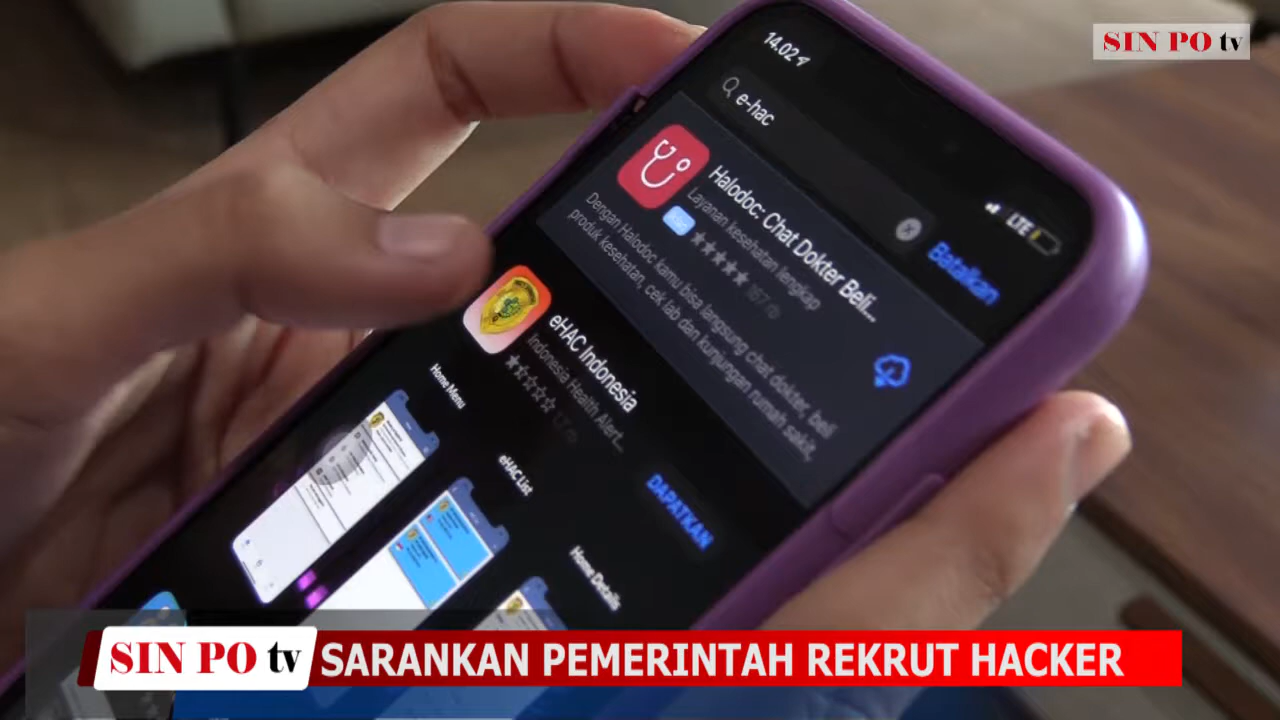 SIN PO tv
14.02
e-hac
Batalkan
LTE
Halodoc: Chat Dokter Beli...
Layanan kesehatan lengkap
Dengan Halodoc kamu bisa langsung chat dokter, beli
produk kesehatan, cek lab dan kunjungan rumah sakit,
eHAC Indonesia
Indonesia Health Alert...
DAPATKAN
Home Menu
eHAC List
Home Details
SIN PO tv
SARANKAN PEMERINTAH REKRUT HACKER